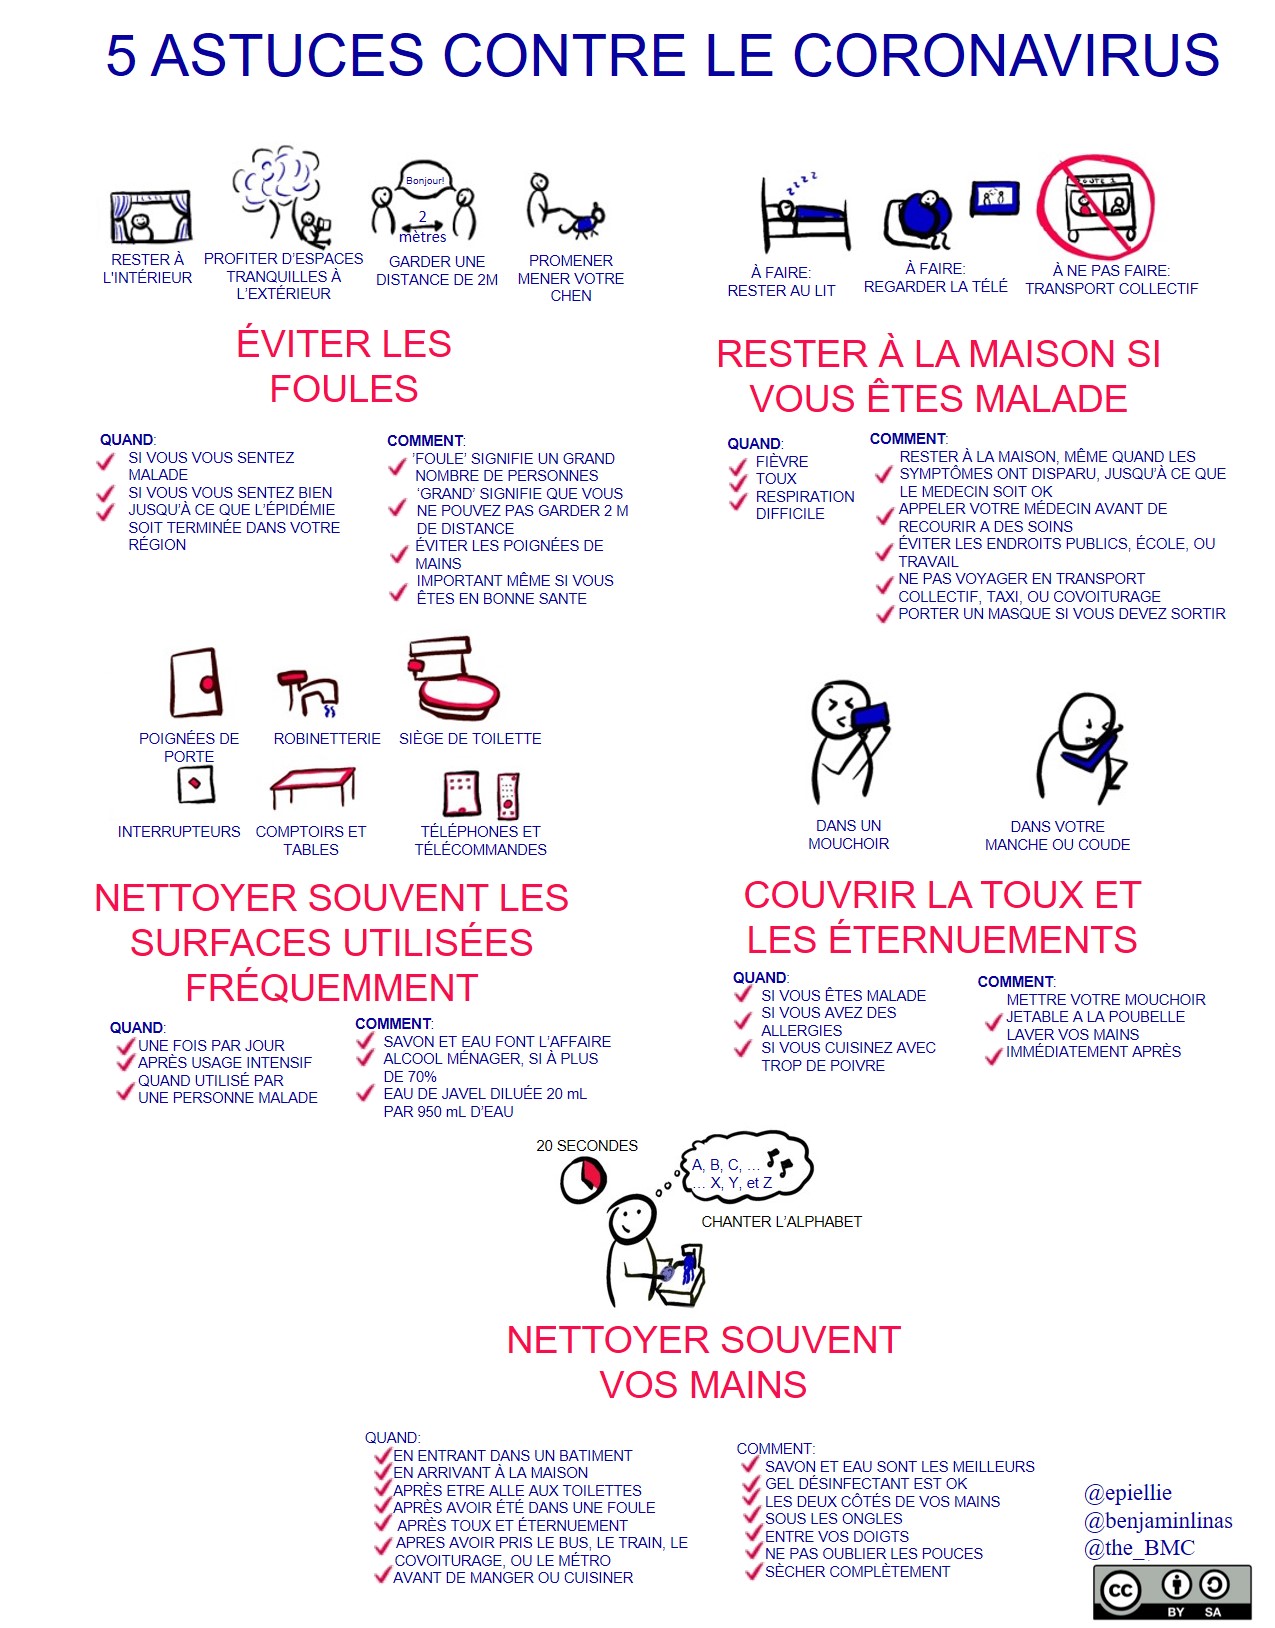 5 ASTUCES CONTRE LE CORONAVIRUS
Bonjour!
2
mètres
RESTER À
L'INTÉRIEUR
PROFITER D'ESPACES
TRANQUILLES À
L'EXTÉRIEUR
GARDER UNE
DISTANCE DE 2M
PROMENER
MENER VOTRE
CHEN
ÉVITER LES
FOULES
QUAND:
SI VOUS VOUS SENTEZ
MALADE
SI VOUS VOUS SENTEZ BIEN
JUSQU'À CE QUE L'ÉPIDÉMIE
SOIT TERMINÉE DANS VOTRE
RÉGION
COMMENT:
'FOULE' SIGNIFIE UN GRAND
NOMBRE DE PERSONNES
'GRAND' SIGNIFIE QUE VOUS
NE POUVEZ PAS GARDER 2 M
DE DISTANCE
ÉVITER LES POIGNÉES DE
MAINS
IMPORTANT MÊME SI VOUS
ÊTES EN BONNE SANTE
ROUTE 1
À FAIRE:
RESTER AU LIT
À FAIRE:
REGARDER LA TÉLÉ
À NE PAS FAIRE:
TRANSPORT COLLECTIF
RESTER À LA MAISON SI
VOUS ÊTES MALADE
QUAND:
FIÈVRE
TOUX
RESPIRATION
DIFFICILE
COMMENT:
RESTER À LA MAISON, MÊME QUAND LES
SYMPTÔMES ONT DISPARU, JUSQU'À CE QUE
LE MEDECIN SOIT OK
APPELER VOTRE MÉDECIN AVANT DE
RECOURIR A DES SOINS
ÉVITER LES ENDROITS PUBLICS, ÉCOLE, OU
TRAVAIL
NE PAS VOYAGER EN TRANSPORT
COLLECTIF, TAXI, OU COVOITURAGE
PORTER UN MASQUE SI VOUS DEVEZ SORTIR
POIGNÉES DE
PORTE
ROBINETTERIE
SIÈGE DE TOILETTE
INTERRUPTEURS
COMPTOIRS ET
TABLES
TÉLÉPHONES ET
TÉLÉCOMMANDES
NETTOYER SOUVENT LES
SURFACES UTILISÉES
FRÉQUEMMENT
QUAND:
UNE FOIS PAR JOUR
APRÈS USAGE INTENSIF
QUAND UTILISÉ PAR
UNE PERSONNE MALADE
COMMENT:
SAVON ET EAU FONT L'AFFAIRE
ALCOOL MÉNAGER, SI À PLUS
DE 70%
EAU DE JAVEL DILUÉE 20 mL
PAR 950 mL D'EAU
DANS UN
MOUCHOIR
DANS VOTRE
MANCHE OU COUDE
COUVRIR LA TOUX ET
LES ÉTERNUEMENTS
QUAND:
SI VOUS ÊTES MALADE
SI VOUS AVEZ DES
ALLERGIES
SI VOUS CUISINEZ AVEC
TROP DE POIVRE
COMMENT:
METTRE VOTRE MOUCHOIR
JETABLE A LA POUBELLE
LAVER VOS MAINS
IMMÉDIATEMENT APRÈS
20 SECONDES
A, B, C, ...
... X, Y, et Z
CHANTER L'ALPHABET
NETTOYER SOUVENT
VOS MAINS
QUAND:
EN ENTRANT DANS UN BATIMENT
EN ARRIVANT À LA MAISON
APRÈS ETRE ALLE AUX TOILETTES
APRÈS AVOIR ÉTÉ DANS UNE FOULE
APRÈS TOUX ET ÉTERNUEMENT
APRES AVOIR PRIS LE BUS, LE TRAIN, LE
COVOITURAGE, OU LE MÉTRO
AVANT DE MANGER OU CUISINER
COMMENT:
SAVON ET EAU SONT LES MEILLEURS
GEL DÉSINFECTANT EST OK
LES DEUX CÔTÉS DE VOS MAINS
SOUS LES ONGLES
ENTRE VOS DOIGTS
NE PAS OUBLIER LES POUCES
SÈCHER COMPLÈTEMENT
@epiellie
@benjaminlinas
@the_BMC
cc
BY SA